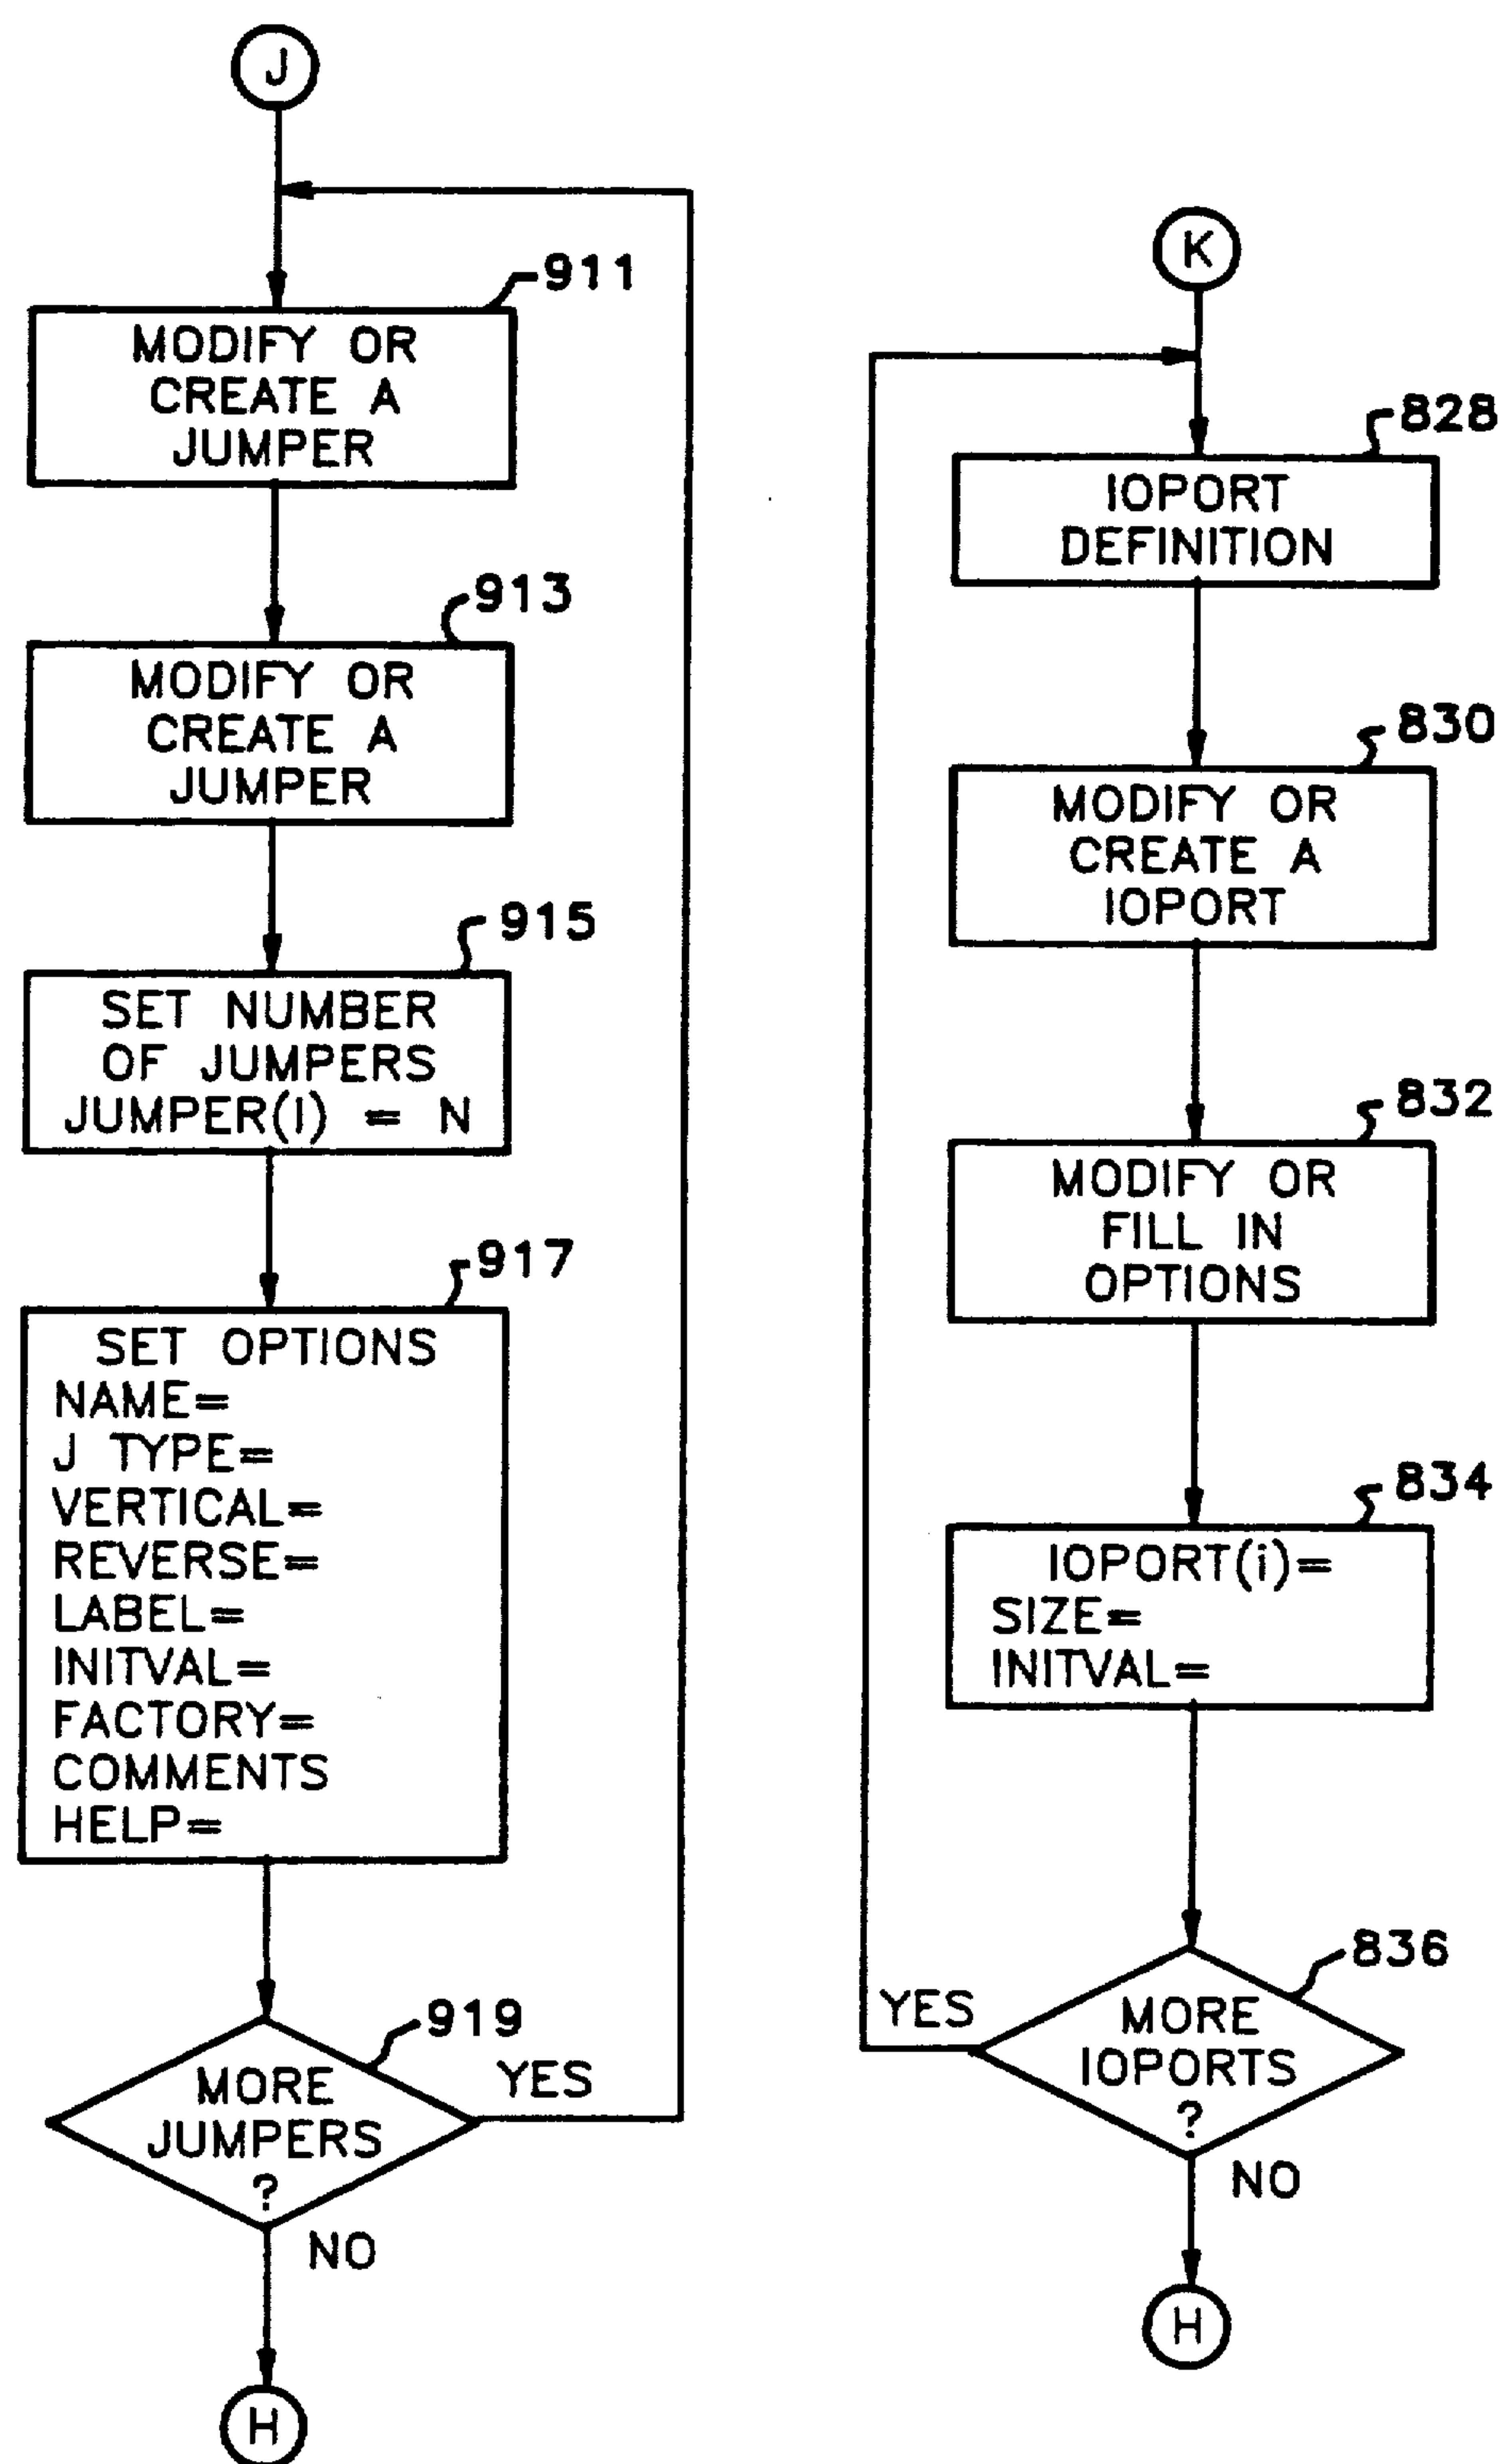 J
911
MODIFY OR
CREATE A
JUMPER
913
MODIFY OR
CREATE A
JUMPER
915
SET NUMBER
OF JUMPERS
JUMPER(I) = N
917
SET OPTIONS
NAME=
J TYPE=
VERTICAL=
REVERSE=
LABEL=
INITVAL=
FACTORY=
COMMENTS
HELP=
919
MORE
JUMPERS
?
YES
NO
H
K
828
IOPORT
DEFINITION
830
MODIFY OR
CREATE A
IOPORT
832
MODIFY OR
FILL IN
OPTIONS
834
IOPORT(i)=
SIZE=
INITVAL=
836
MORE
IOPORTS
?
YES
NO
H